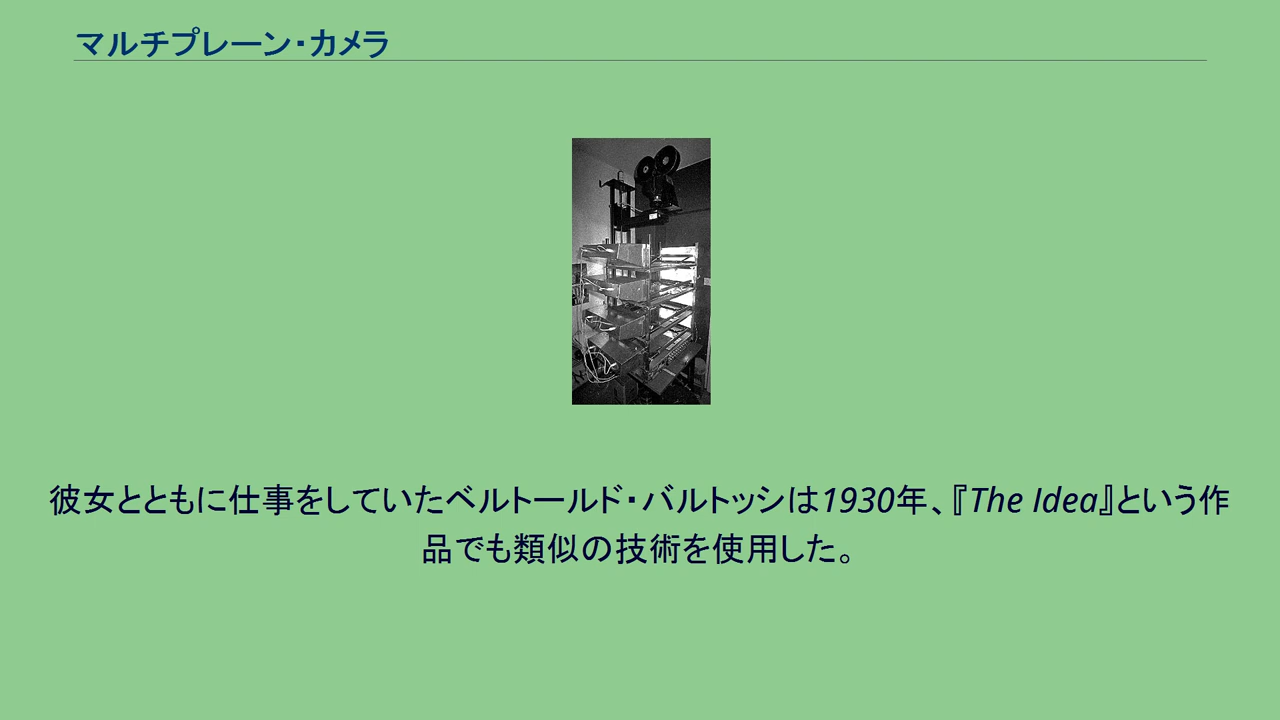 マルチプレーン・カメラ
彼女とともに仕事をしていたベルトールド・バルトッシは1930年、『The Idea』という作
品でも類似の技術を使用した。